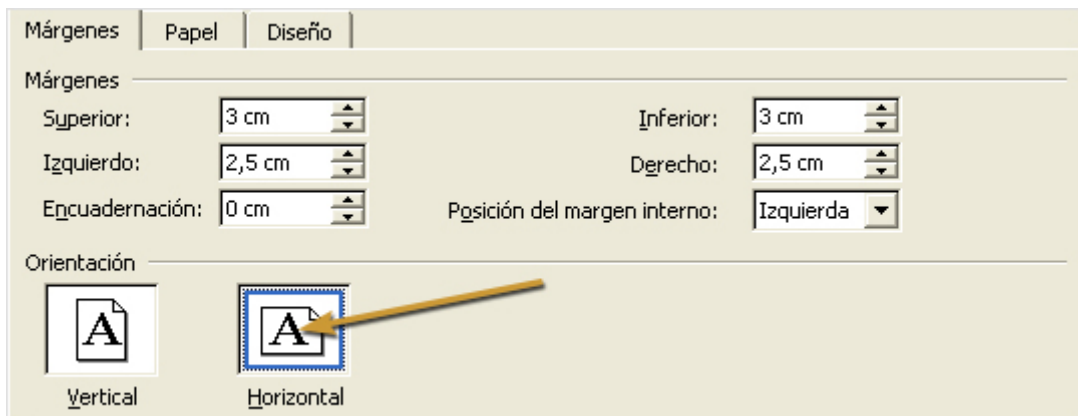 Márgenes Papel Diseño
Márgenes
Superior: 3 cm Inferior: 3 cm
Izquierdo: 2,5 cm Derecho: 2,5 cm
Encuadernación: 0 cm Posición del margen interno: Izquierda
Orientación
A A
Vertical Horizontal